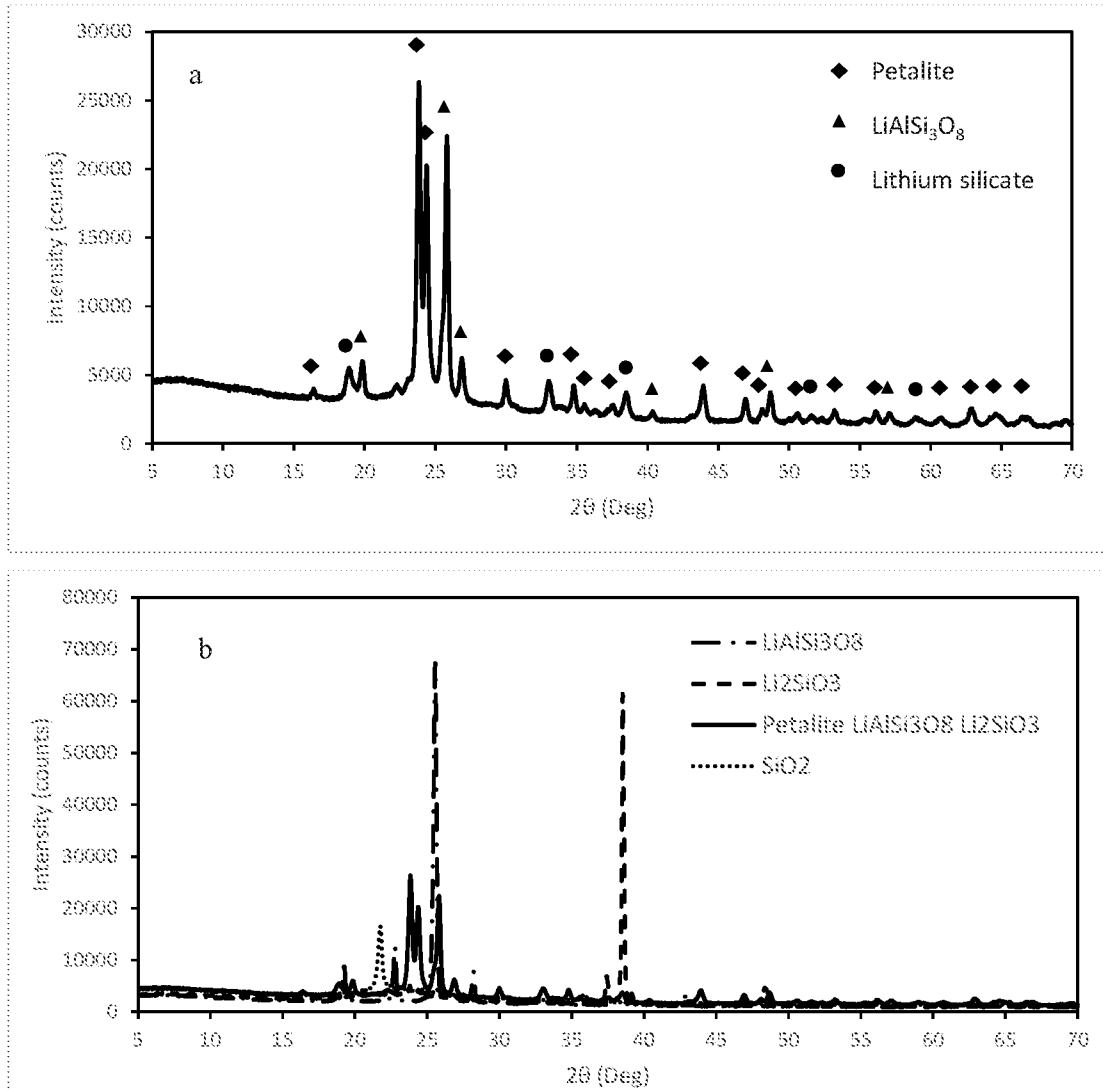 30000
a
Petalite
25000
LiAlSi₃O₈
20000
Lithium silicate
15000
10000
5000
0
Intensity (counts)
5 10 15 20 25 30 35 40 45 50 55 60 65 70
2θ (Deg)
80000
b
LiAlSi3O8
70000
Li2SiO3
60000
Petalite LiAlSi3O8 Li2SiO3
SiO2
50000
40000
30000
20000
10000
0
Intensity (counts)
5 10 15 20 25 30 35 40 45 50 55 60 65 70
2θ (Deg)